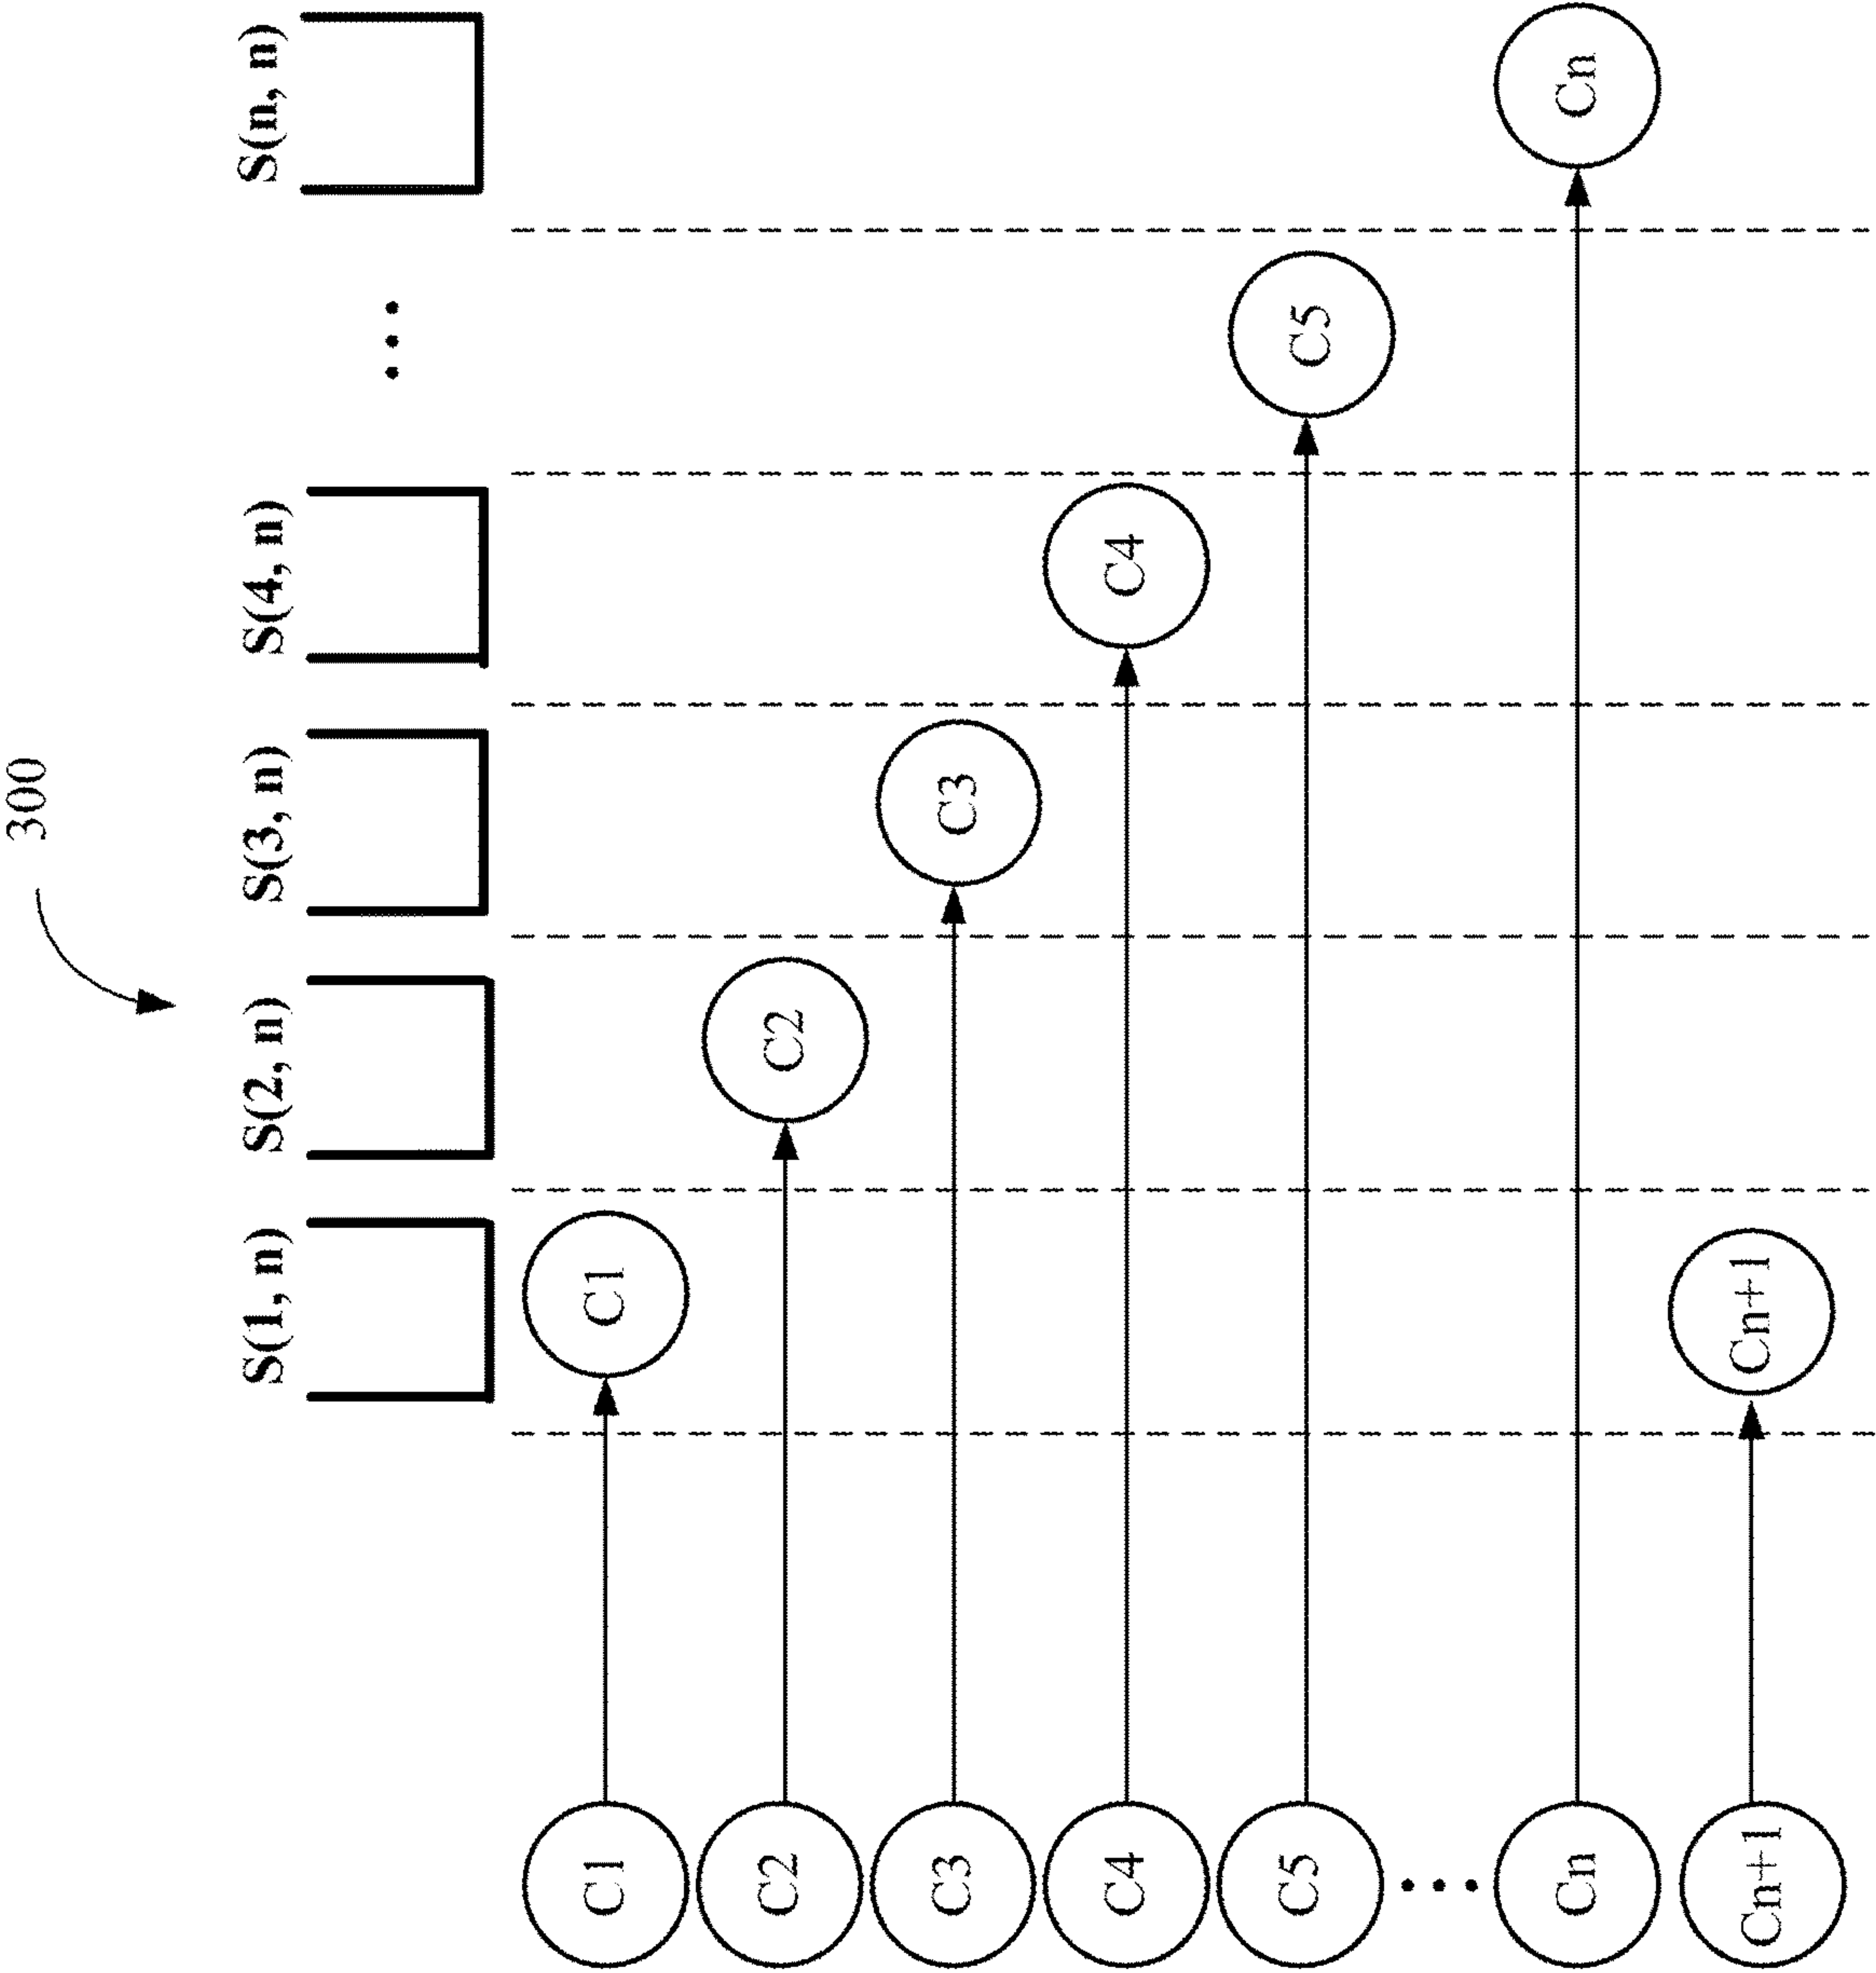 300
S(1, n)
S(2, n)
S(3, n)
S(4, n)
...
S(n, n)
C1
C1
C2
C2
C3
C3
C4
C4
C5
C5
...
Cn
Cn
Cn+1
Cn+1